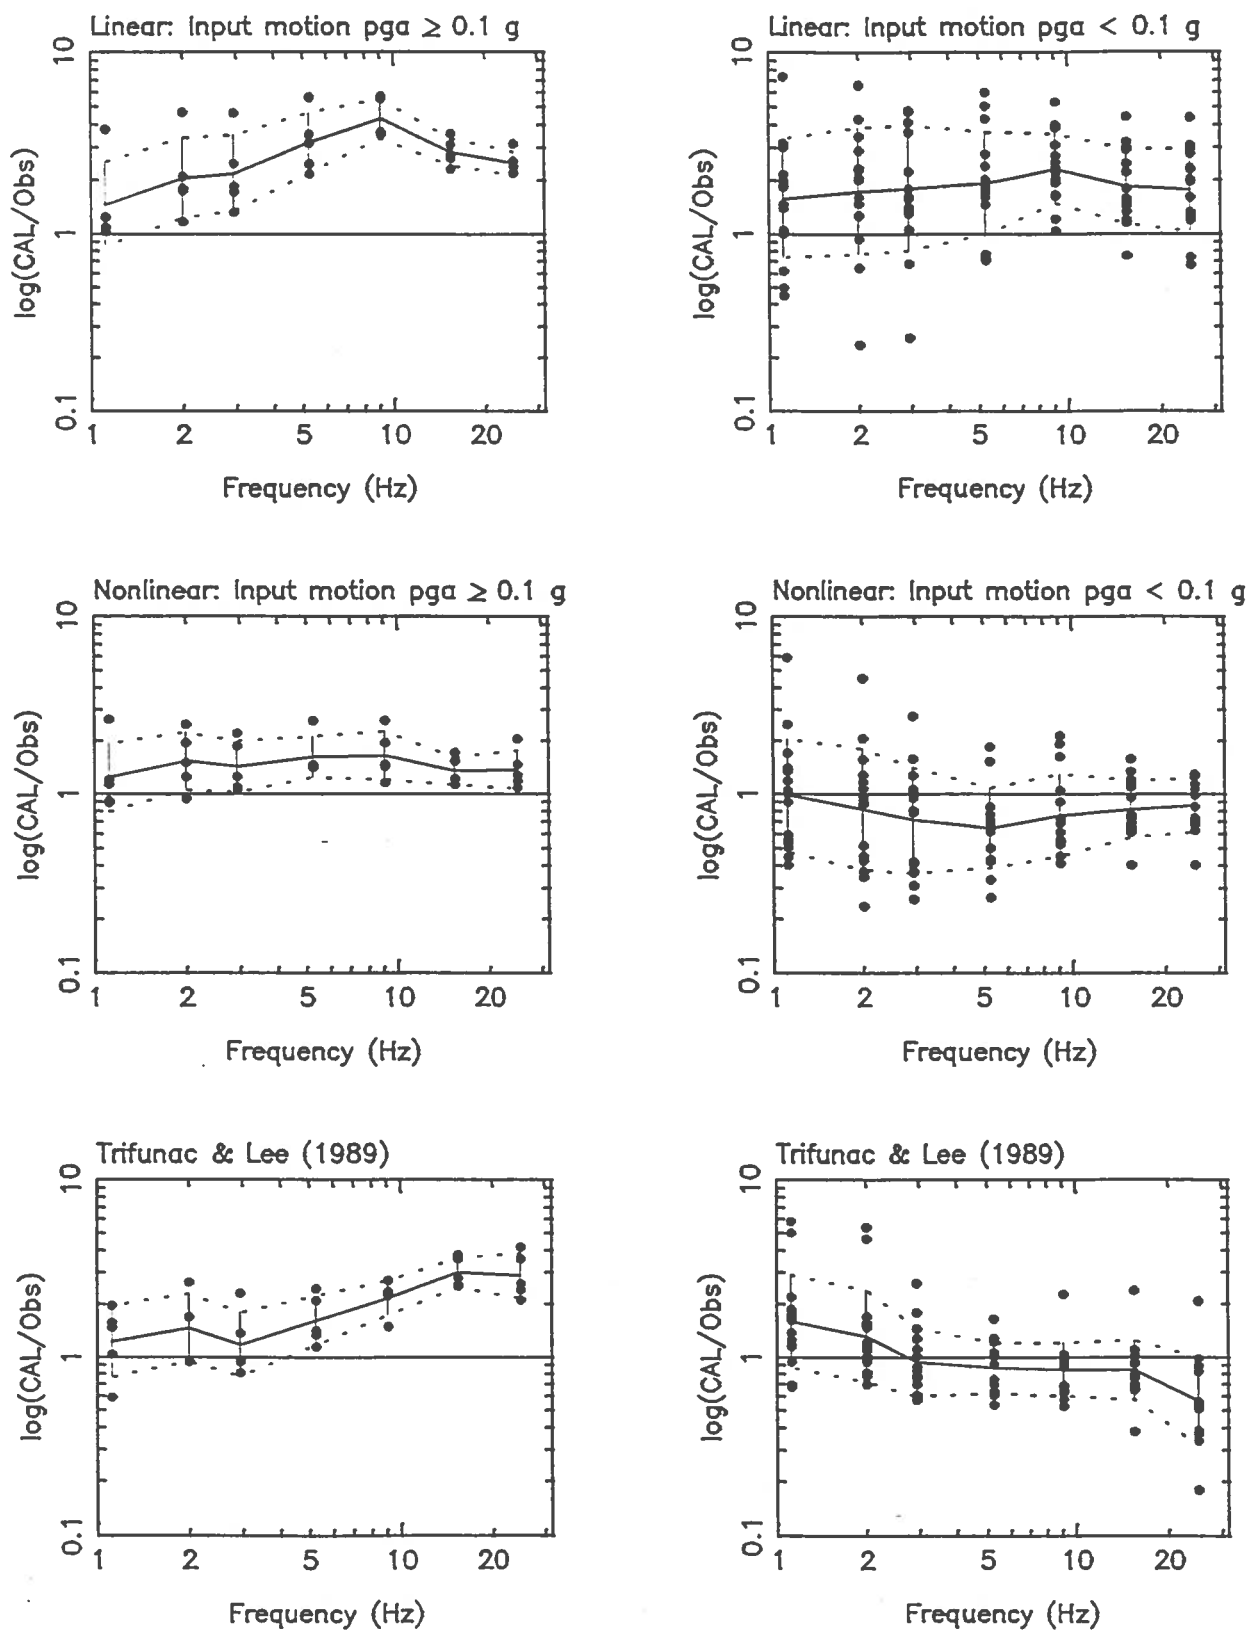 Linear: Input motion pga ≥ 0.1 g
10
1
0.1
log(CAL/Obs)
1 2 5 10 20
Frequency (Hz)
Linear: Input motion pga < 0.1 g
10
1
0.1
log(CAL/Obs)
1 2 5 10 20
Frequency (Hz)
Nonlinear: Input motion pga ≥ 0.1 g
10
1
0.1
log(CAL/Obs)
1 2 5 10 20
Frequency (Hz)
Nonlinear: Input motion pga < 0.1 g
10
1
0.1
log(CAL/Obs)
1 2 5 10 20
Frequency (Hz)
Trifunac & Lee (1989)
10
1
0.1
log(CAL/Obs)
1 2 5 10 20
Frequency (Hz)
Trifunac & Lee (1989)
10
1
0.1
log(CAL/Obs)
1 2 5 10 20
Frequency (Hz)